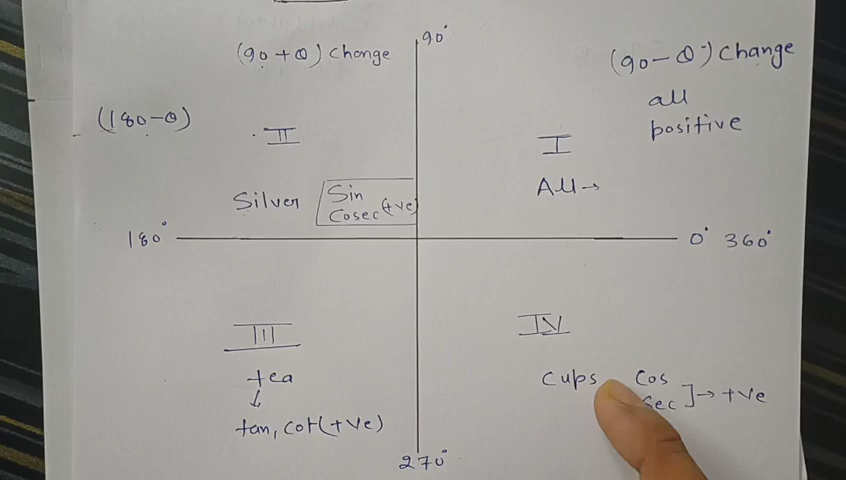 90°
(90+θ) Change
(90-θ) Change
all
positive
(180-θ)
II
I
All→
Silver
Sin
Cosec (+ve)
180°
0° 360°
III
IV
tea
↓
tan, cot (+ve)
Cups
Cos
Sec ]→ +ve
270°